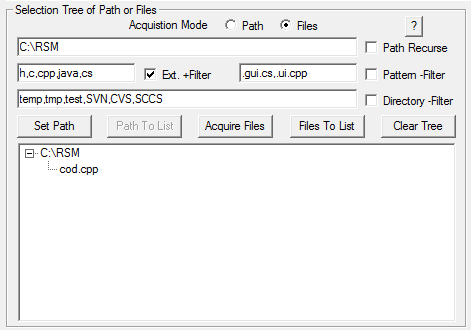 Selection Tree of Path or Files
Acquistion Mode Path Files ?
C:\RSM Path Recurse
h,c,cpp,java,cs Ext. +Filter .gui.cs,.ui.cpp Pattern -Filter
temp,tmp,test,SVN,CVS,SCCS Directory -Filter
Set Path Path To List Acquire Files Files To List Clear Tree
C:\RSM
cod.cpp